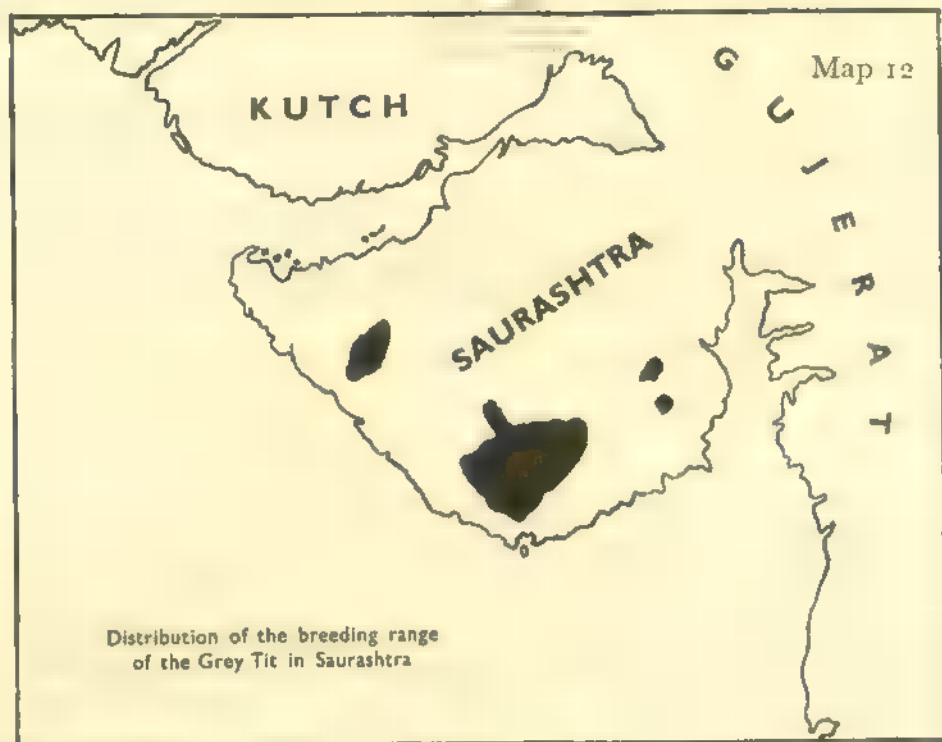 Map 12
KUTCH
GUJERAT
SAURASHTRA
Distribution of the breeding range
of the Grey Tit in Saurashtra